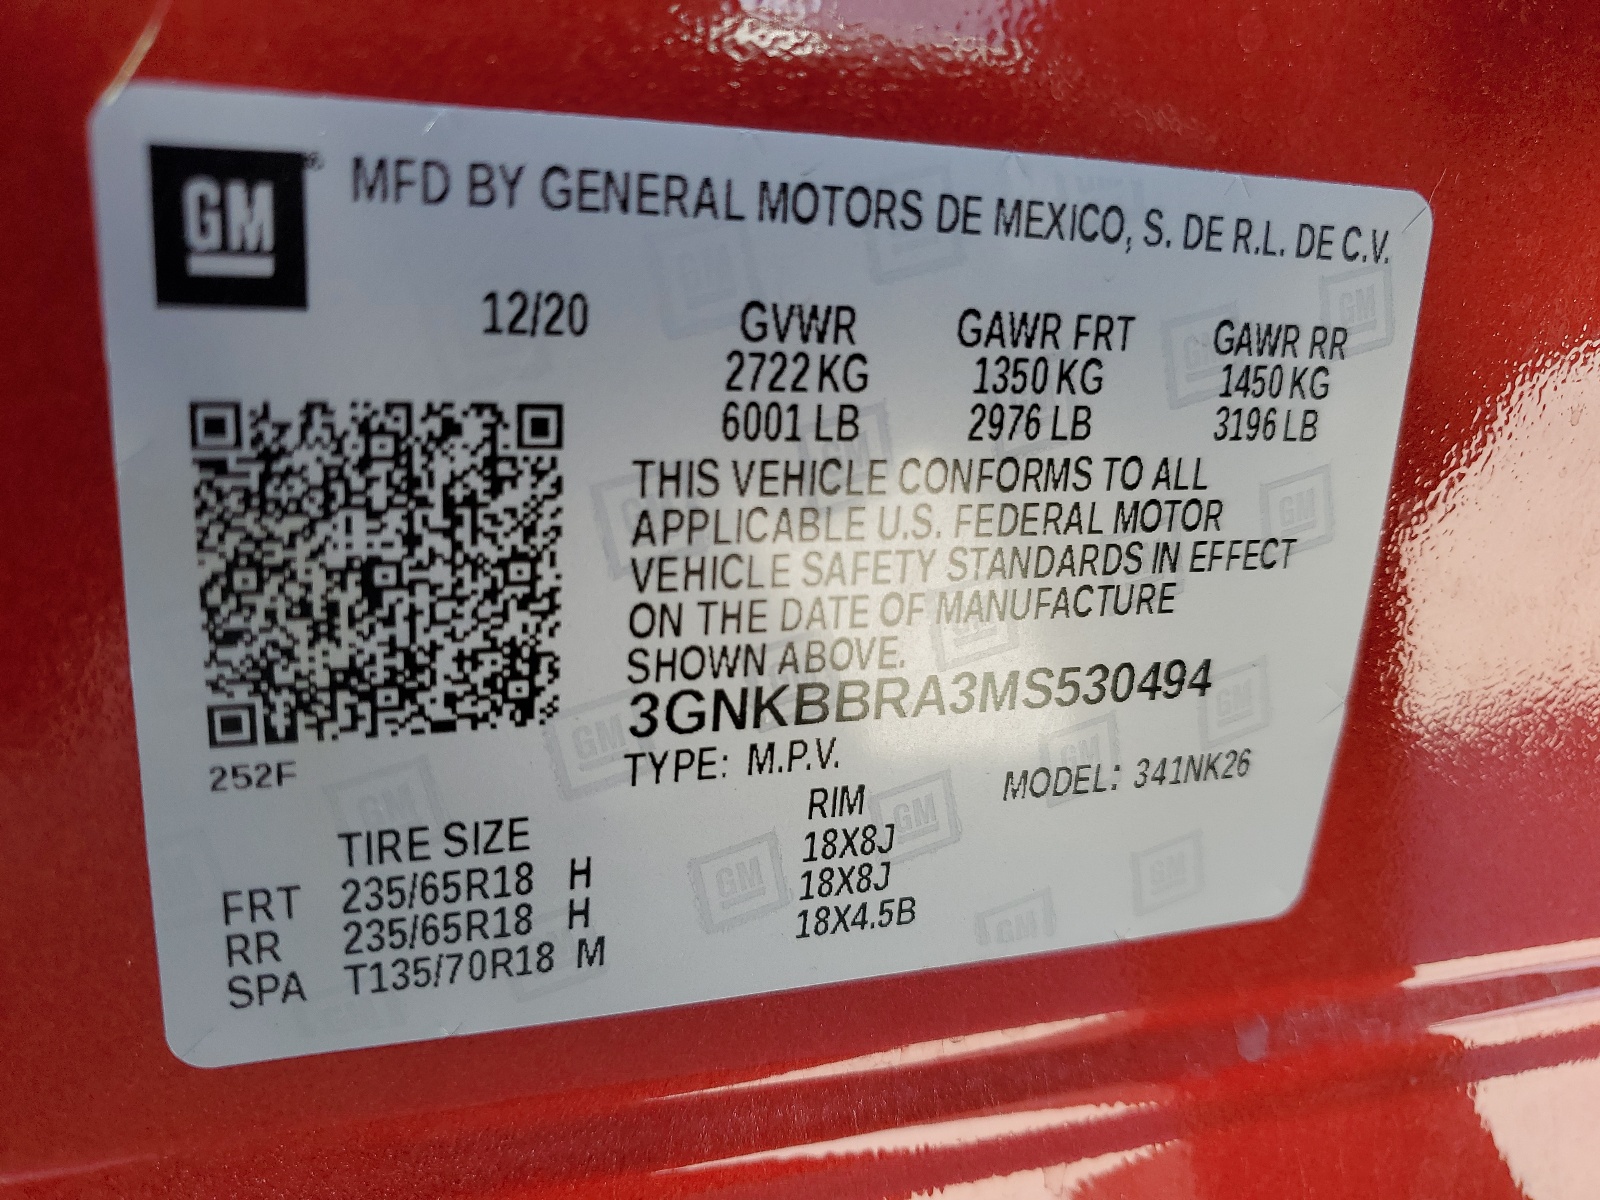 GM® MFD BY GENERAL MOTORS DE MEXICO, S. DE R.L. DE C.V.
12/20 GVWR GAWR FRT GAWR RR
2722 KG 1350 KG 1450 KG
6001 LB 2976 LB 3196 LB
THIS VEHICLE CONFORMS TO ALL
APPLICABLE U.S. FEDERAL MOTOR
VEHICLE SAFETY STANDARDS IN EFFECT
ON THE DATE OF MANUFACTURE
SHOWN ABOVE.
3GNKBBRA3MS530494
252F
TYPE: M.P.V. MODEL: 341NK26
TIRE SIZE RIM
FRT 235/65R18 H 18X8J
RR 235/65R18 H 18X8J
SPA T135/70R18 M 18X4.5B